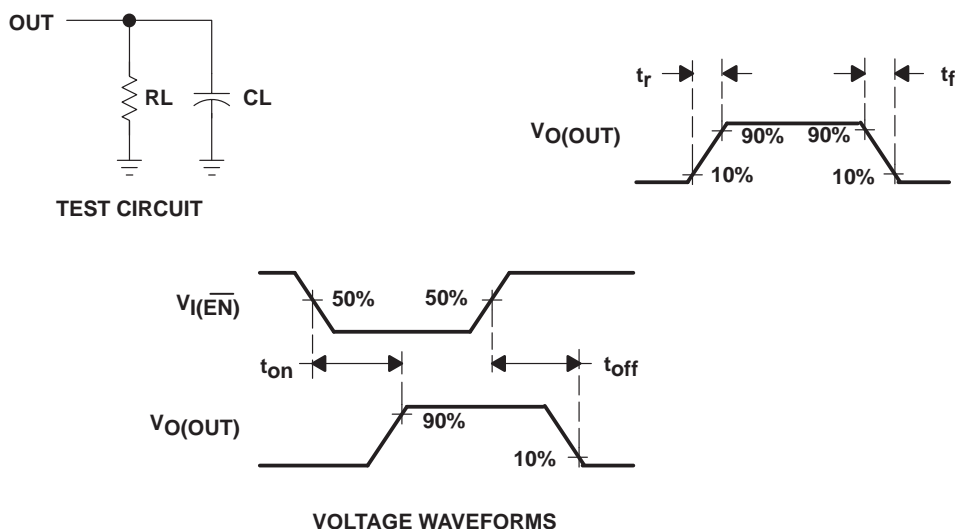 OUT
RL
CL
TEST CIRCUIT
tr
tf
VO(OUT)
90%
90%
10%
10%
VI(E̅N̅)
50%
50%
ton
toff
VO(OUT)
90%
10%
VOLTAGE WAVEFORMS